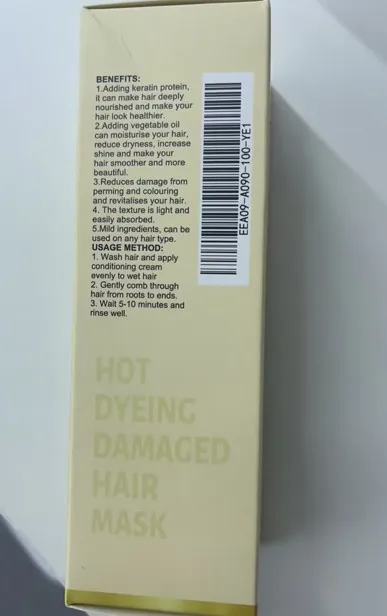 BENEFITS:
1.Adding keratin protein,
it can make hair deeply
nourished and make your
hair look healthier.
2.Adding vegetable oil
can moisturise your hair,
reduce dryness, increase
shine and make your
hair smoother and more
beautiful.
3.Reduces damage from
perming and colouring
and revitalises your hair.
4. The texture is light and
easily absorbed.
5.Mild ingredients, can be
used on any hair type.
USAGE METHOD:
1. Wash hair and apply
conditioning cream
evenly to wet hair
2. Gently comb through
hair from roots to ends.
3. Wait 5-10 minutes and
rinse well.
EEA09-A090-100-YE1
HOT
DYEING
DAMAGED
HAIR
MASK